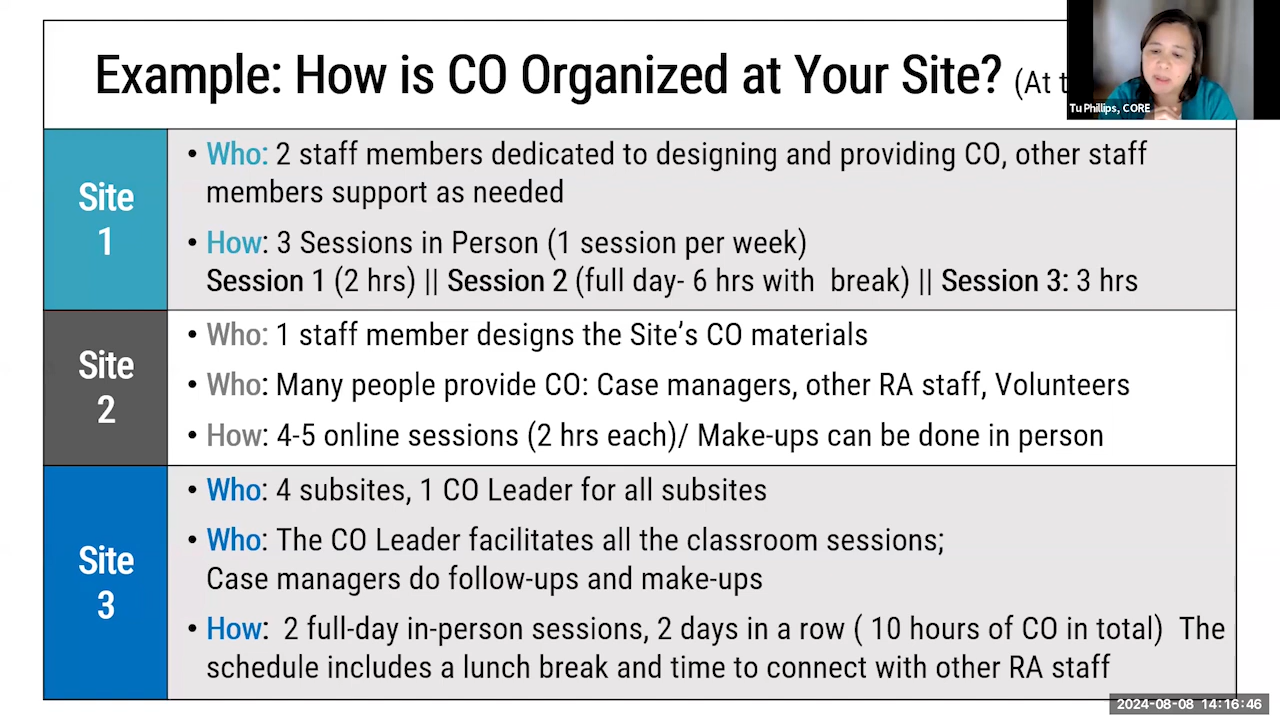 Example: How is CO Organized at Your Site? (At t
Tu Phillips, CORE
Site
1
• Who: 2 staff members dedicated to designing and providing CO, other staff
members support as needed
• How: 3 Sessions in Person (1 session per week)
Session 1 (2 hrs) || Session 2 (full day- 6 hrs with  break) || Session 3: 3 hrs
Site
2
• Who: 1 staff member designs the Site’s CO materials
• Who: Many people provide CO: Case managers, other RA staff, Volunteers
• How: 4-5 online sessions (2 hrs each)/ Make-ups can be done in person
Site
3
• Who: 4 subsites, 1 CO Leader for all subsites
• Who: The CO Leader facilitates all the classroom sessions;
Case managers do follow-ups and make-ups
• How:  2 full-day in-person sessions, 2 days in a row ( 10 hours of CO in total)  The
schedule includes a lunch break and time to connect with other RA staff
2024-08-08 14:16:46